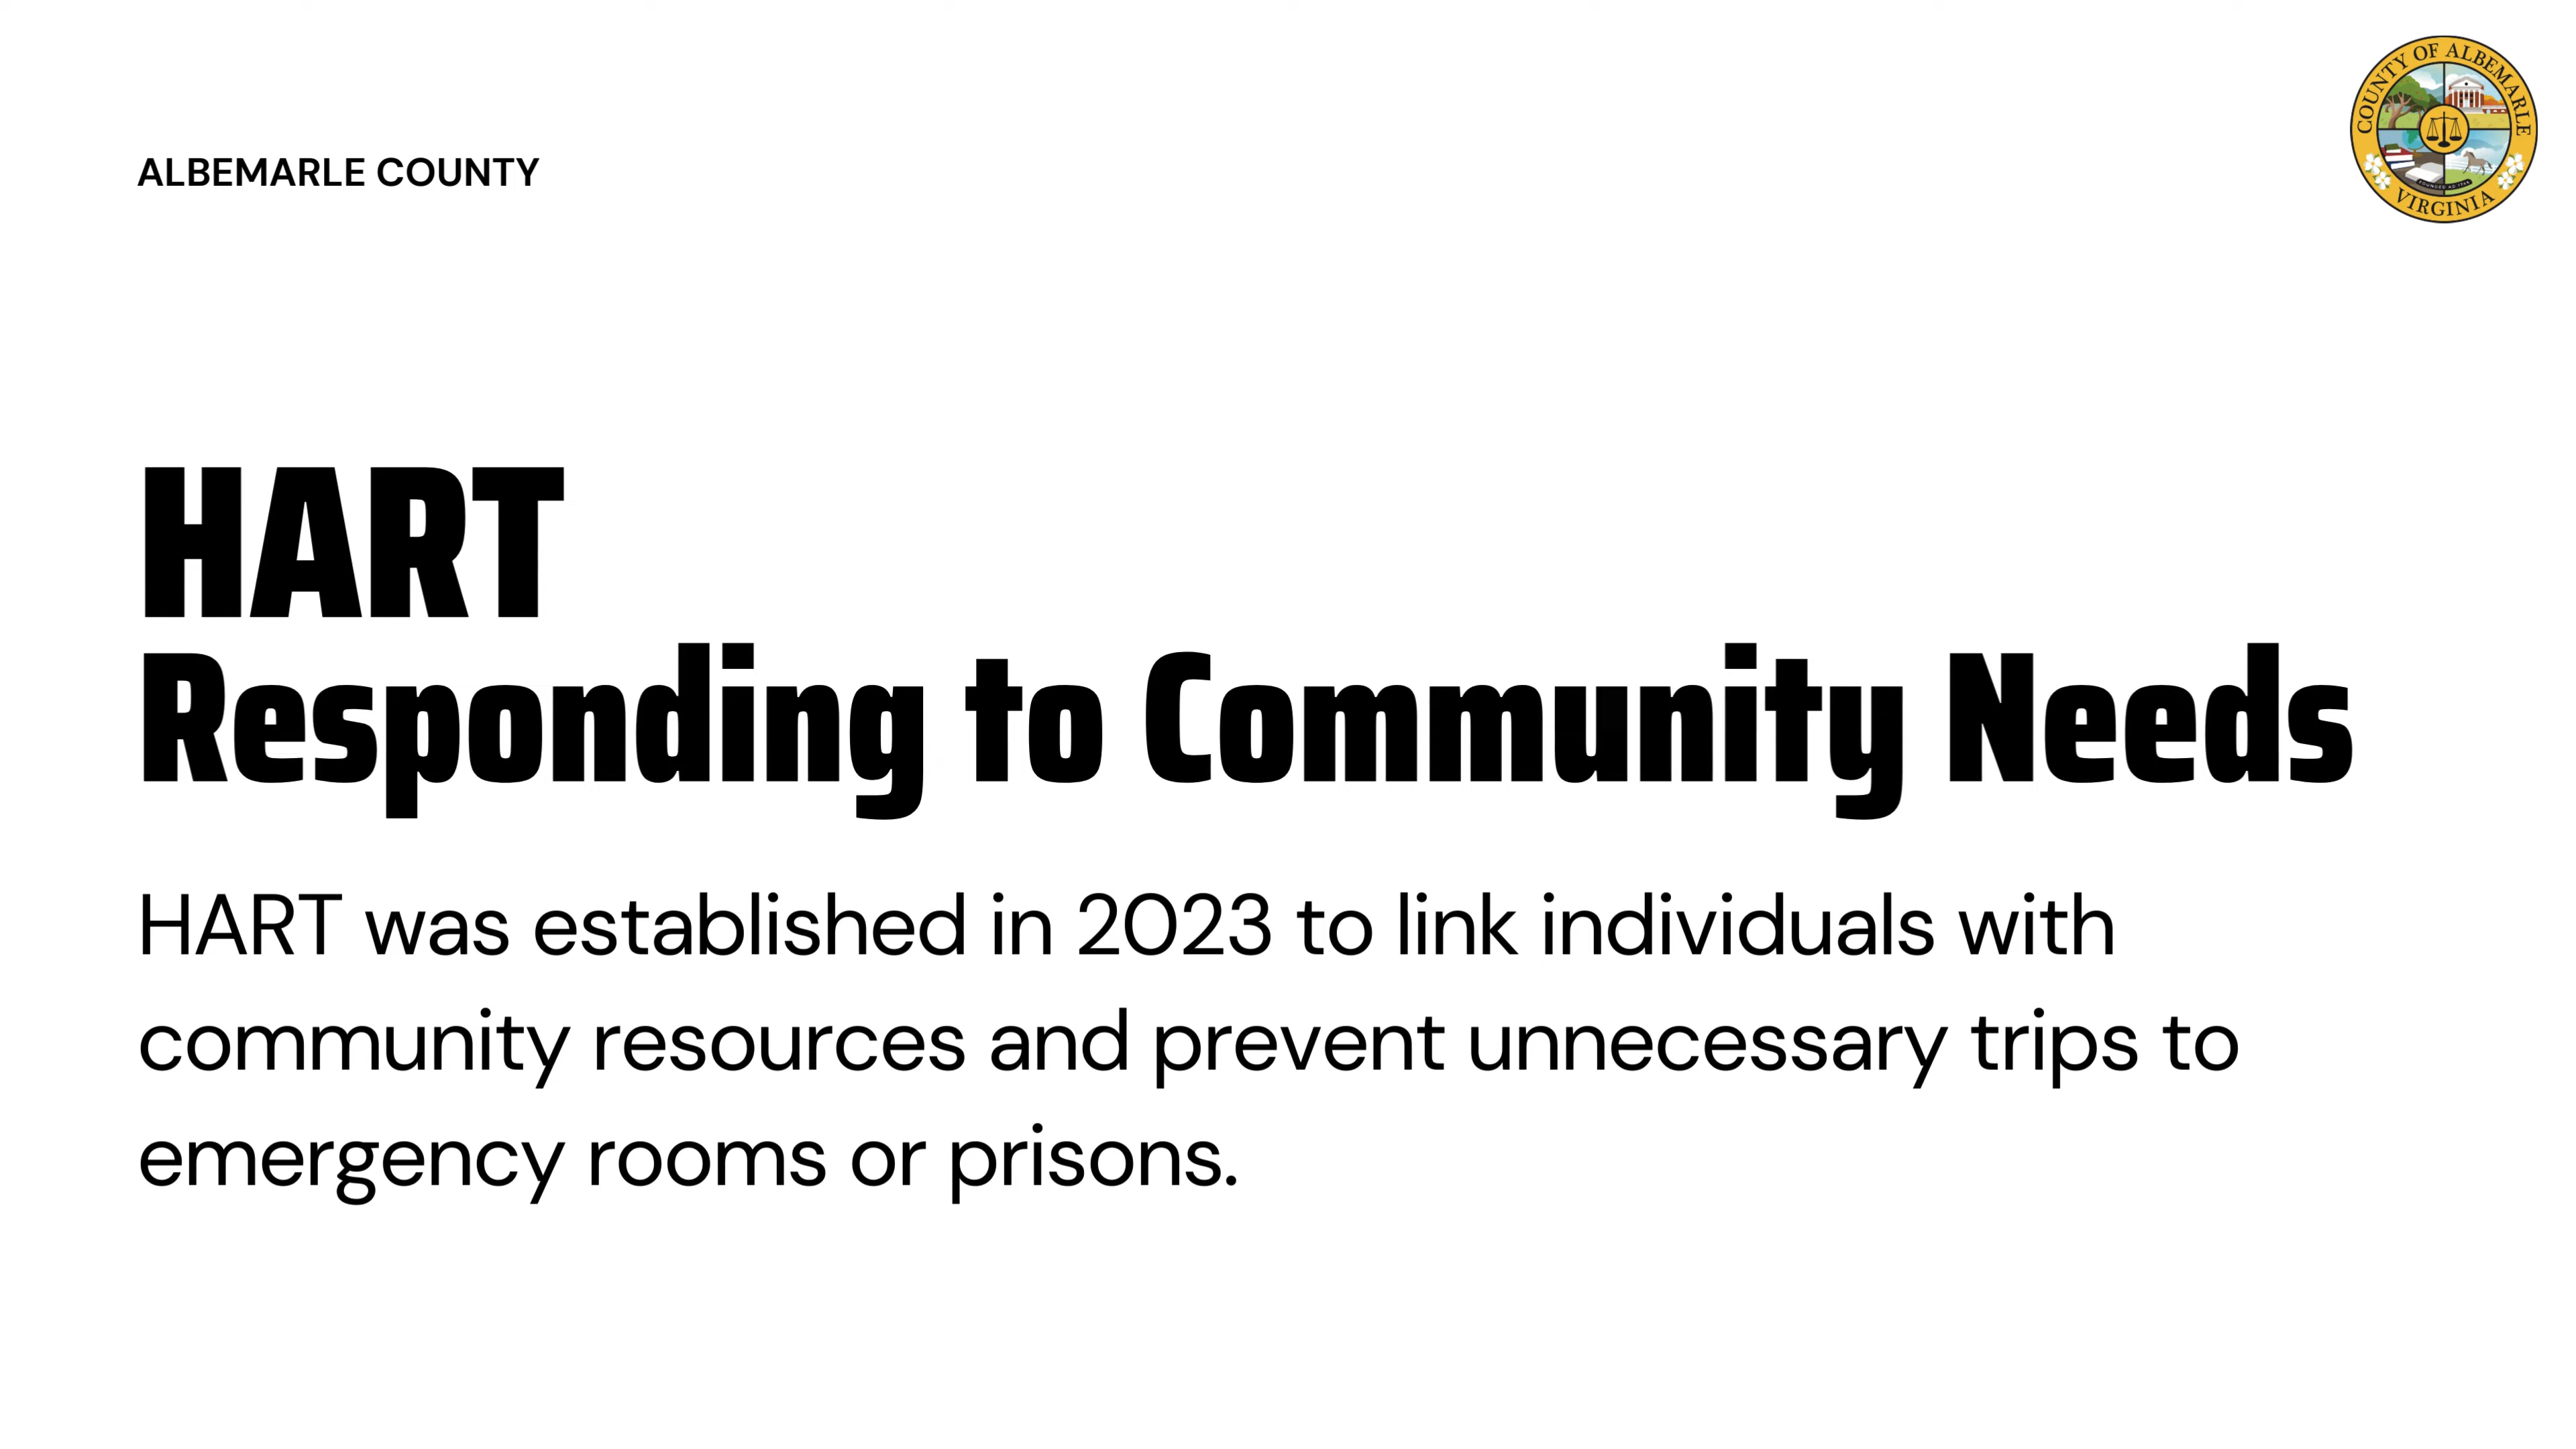 COUNTY OF ALBEMARLE
VIRGINIA
ALBEMARLE COUNTY
HART
Responding to Community Needs
HART was established in 2023 to link individuals with
community resources and prevent unnecessary trips to
emergency rooms or prisons.